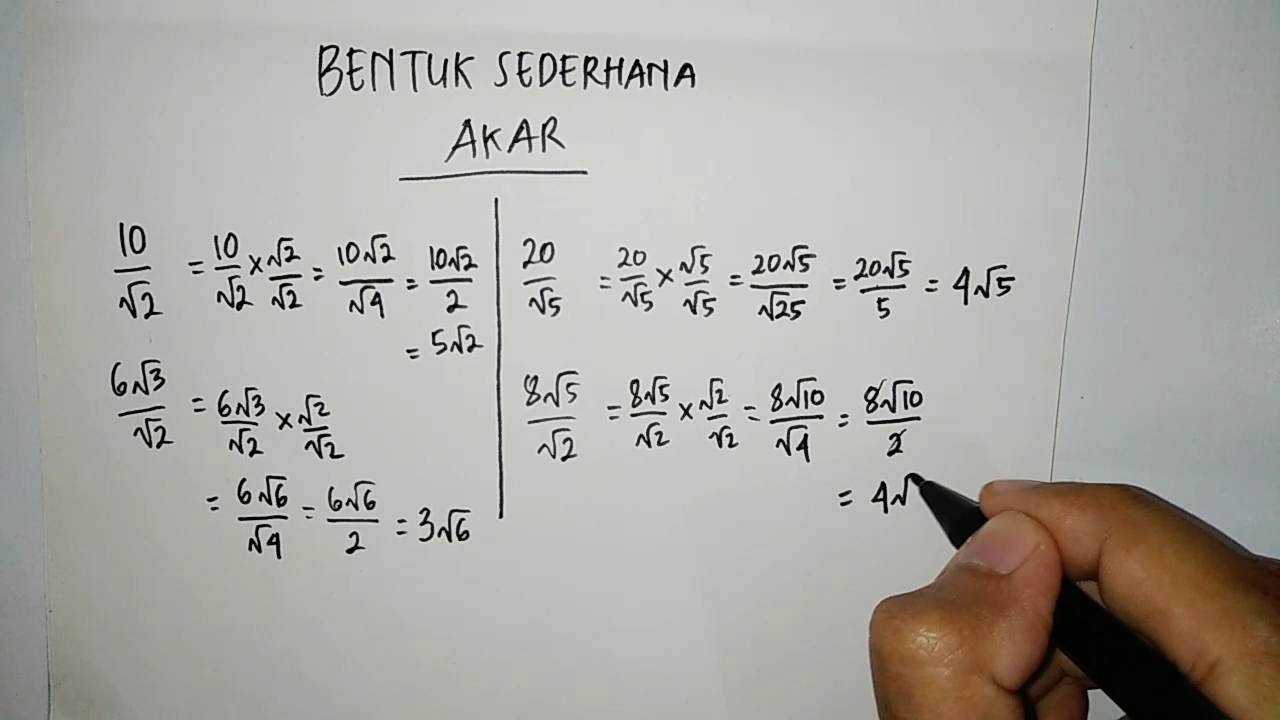 BENTUK SEDERHANA
AKAR
10/√2 = 10/√2 × √2/√2 = 10√2/√4 = 10√2/2
= 5√2
6√3/√2 = 6√3/√2 × √2/√2
= 6√6/√4 = 6√6/2 = 3√6
20/√5 = 20/√5 × √5/√5 = 20√5/√25 = 20√5/5 = 4√5
8√5/√2 = 8√5/√2 × √2/√2 = 8√10/√4 = 8√10/2
= 4√